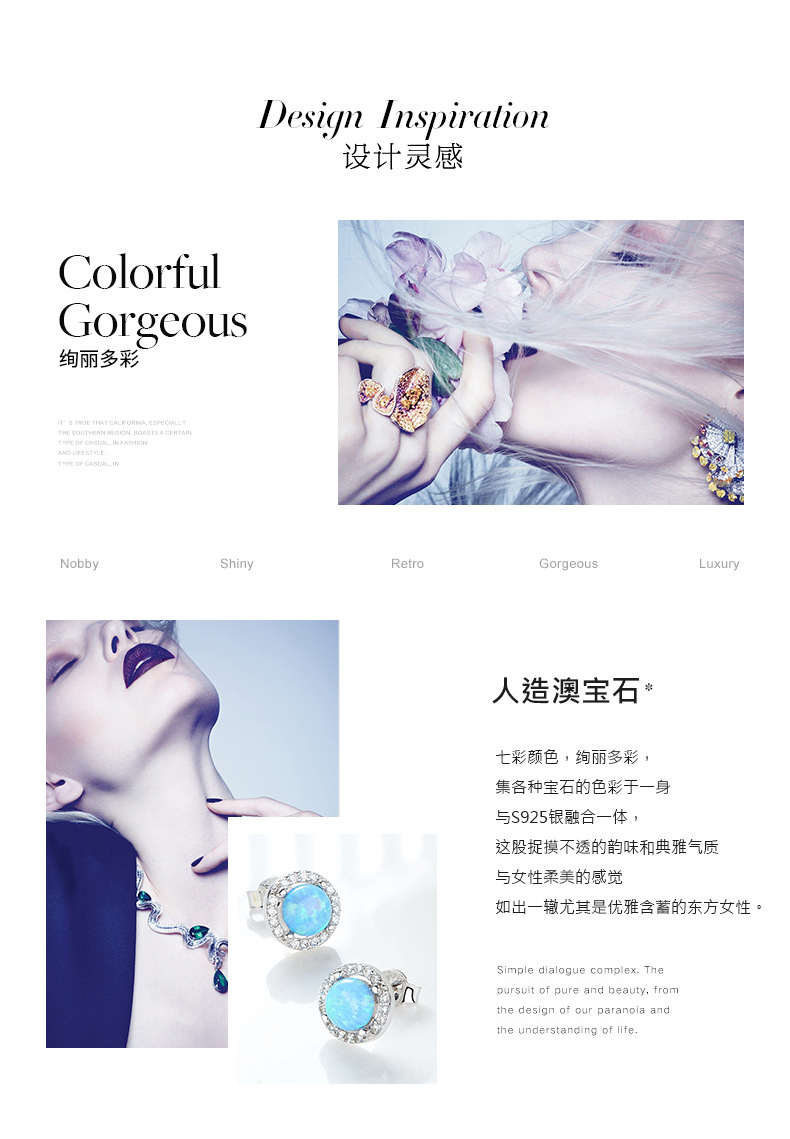 Design Inspiration
设计灵感
Colorful
Gorgeous
绚丽多彩
IT' S TRUE THAT CALIFORNIA, ESPECIALLY
THE SOUTHERN REGION, BOASTS A CERTAIN
TYPE OF CASUAL, IN FASHION
AND LIFESTYLE
TYPE OF CASUAL, IN
Nobby Shiny Retro Gorgeous Luxury
人造澳宝石*
七彩颜色，绚丽多彩，
集各种宝石的色彩于一身
与S925银融合一体，
这股捉摸不透的韵味和典雅气质
与女性柔美的感觉
如出一辙尤其是优雅含蓄的东方女性。
Simple dialogue complex. The
pursuit of pure and beauty, from
the design of our paranoia and
the understanding of life.